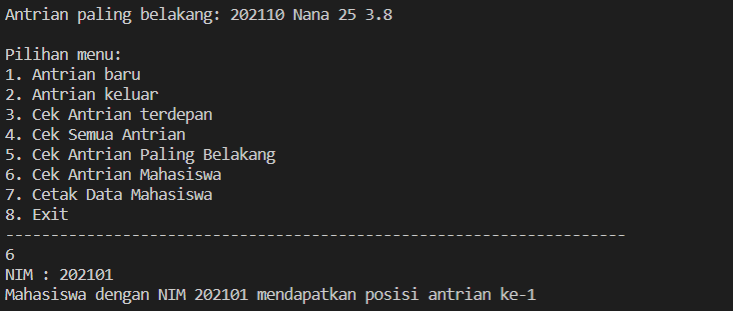 Antrian paling belakang: 202110 Nana 25 3.8
Pilihan menu:
1. Antrian baru
2. Antrian keluar
3. Cek Antrian terdepan
4. Cek Semua Antrian
5. Cek Antrian Paling Belakang
6. Cek Antrian Mahasiswa
7. Cetak Data Mahasiswa
8. Exit
---------------------------------------------------------------------
6
NIM : 202101
Mahasiswa dengan NIM 202101 mendapatkan posisi antrian ke-1